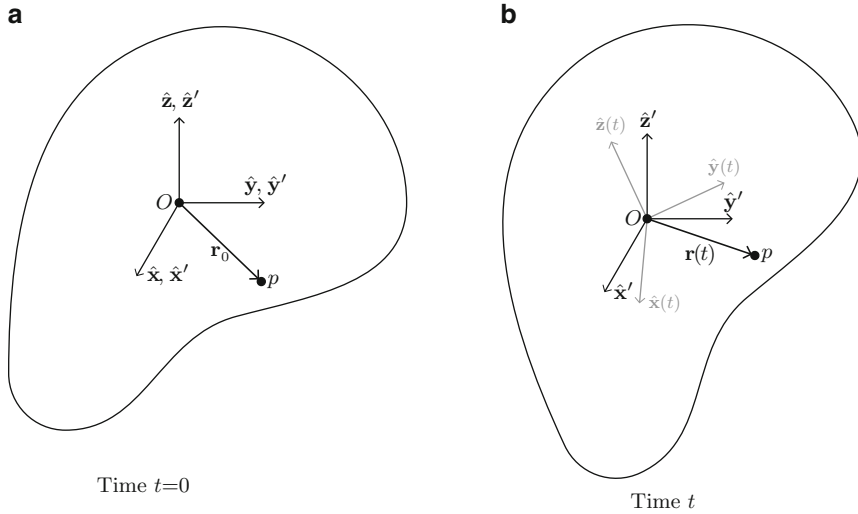 a
ẑ, ẑ′
ŷ, ŷ′
O
r₀
x̂, x̂′
p
Time t=0
b
ẑ′
ẑ(t)
ŷ(t)
ŷ′
O
r(t)
p
x̂′
x̂(t)
Time t